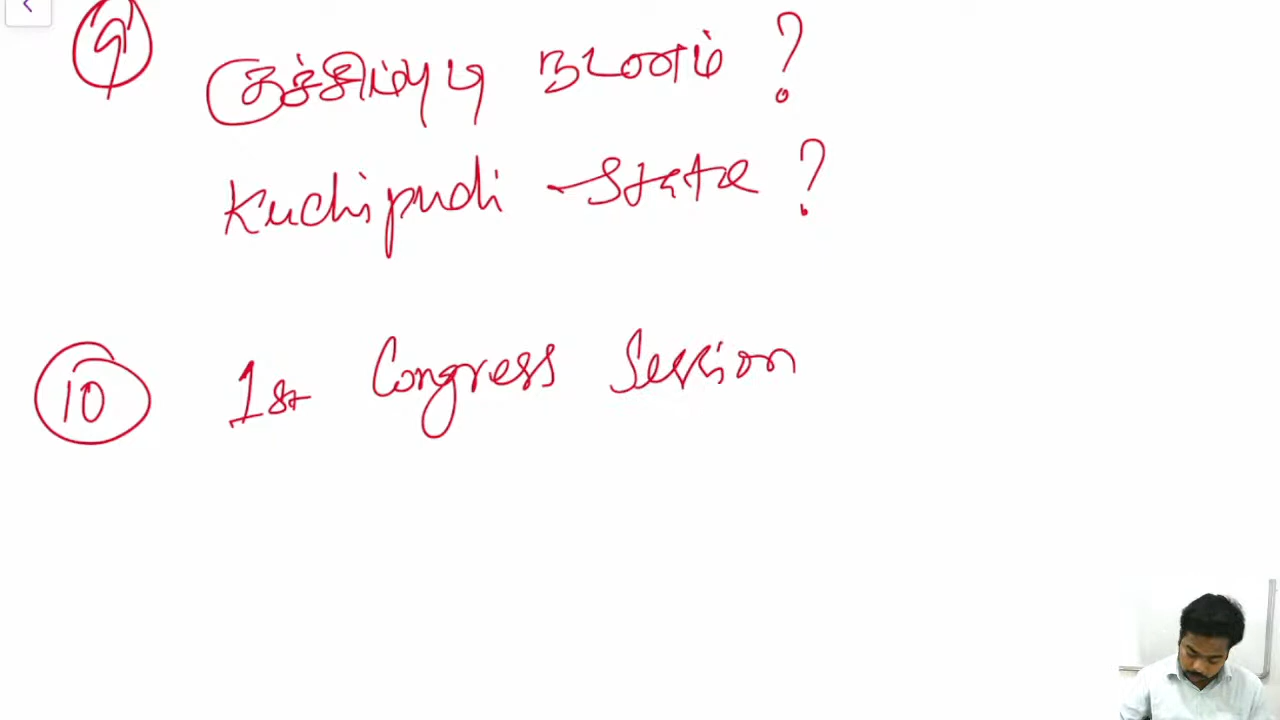 9 குச்சிப்புடி நடனம் ?
Kuchipudi - State ?
10 1st Congress Session